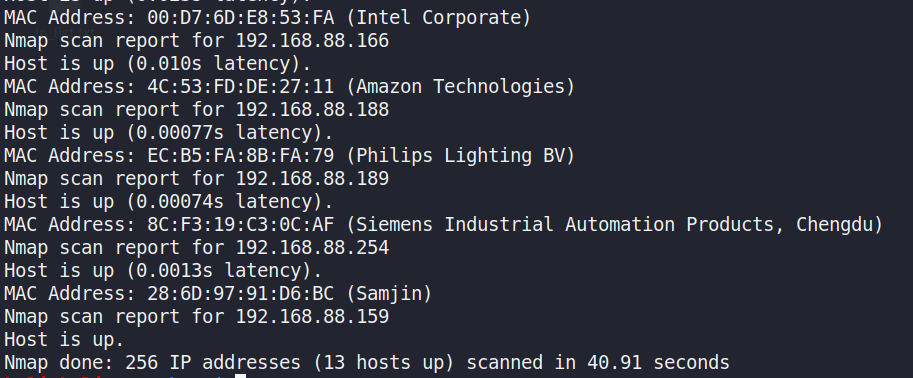 MAC Address: 00:D7:6D:E8:53:FA (Intel Corporate)
Nmap scan report for 192.168.88.166
Host is up (0.010s latency).
MAC Address: 4C:53:FD:DE:27:11 (Amazon Technologies)
Nmap scan report for 192.168.88.188
Host is up (0.00077s latency).
MAC Address: EC:B5:FA:8B:FA:79 (Philips Lighting BV)
Nmap scan report for 192.168.88.189
Host is up (0.00074s latency).
MAC Address: 8C:F3:19:C3:0C:AF (Siemens Industrial Automation Products, Chengdu)
Nmap scan report for 192.168.88.254
Host is up (0.0013s latency).
MAC Address: 28:6D:97:91:D6:BC (Samjin)
Nmap scan report for 192.168.88.159
Host is up.
Nmap done: 256 IP addresses (13 hosts up) scanned in 40.91 seconds